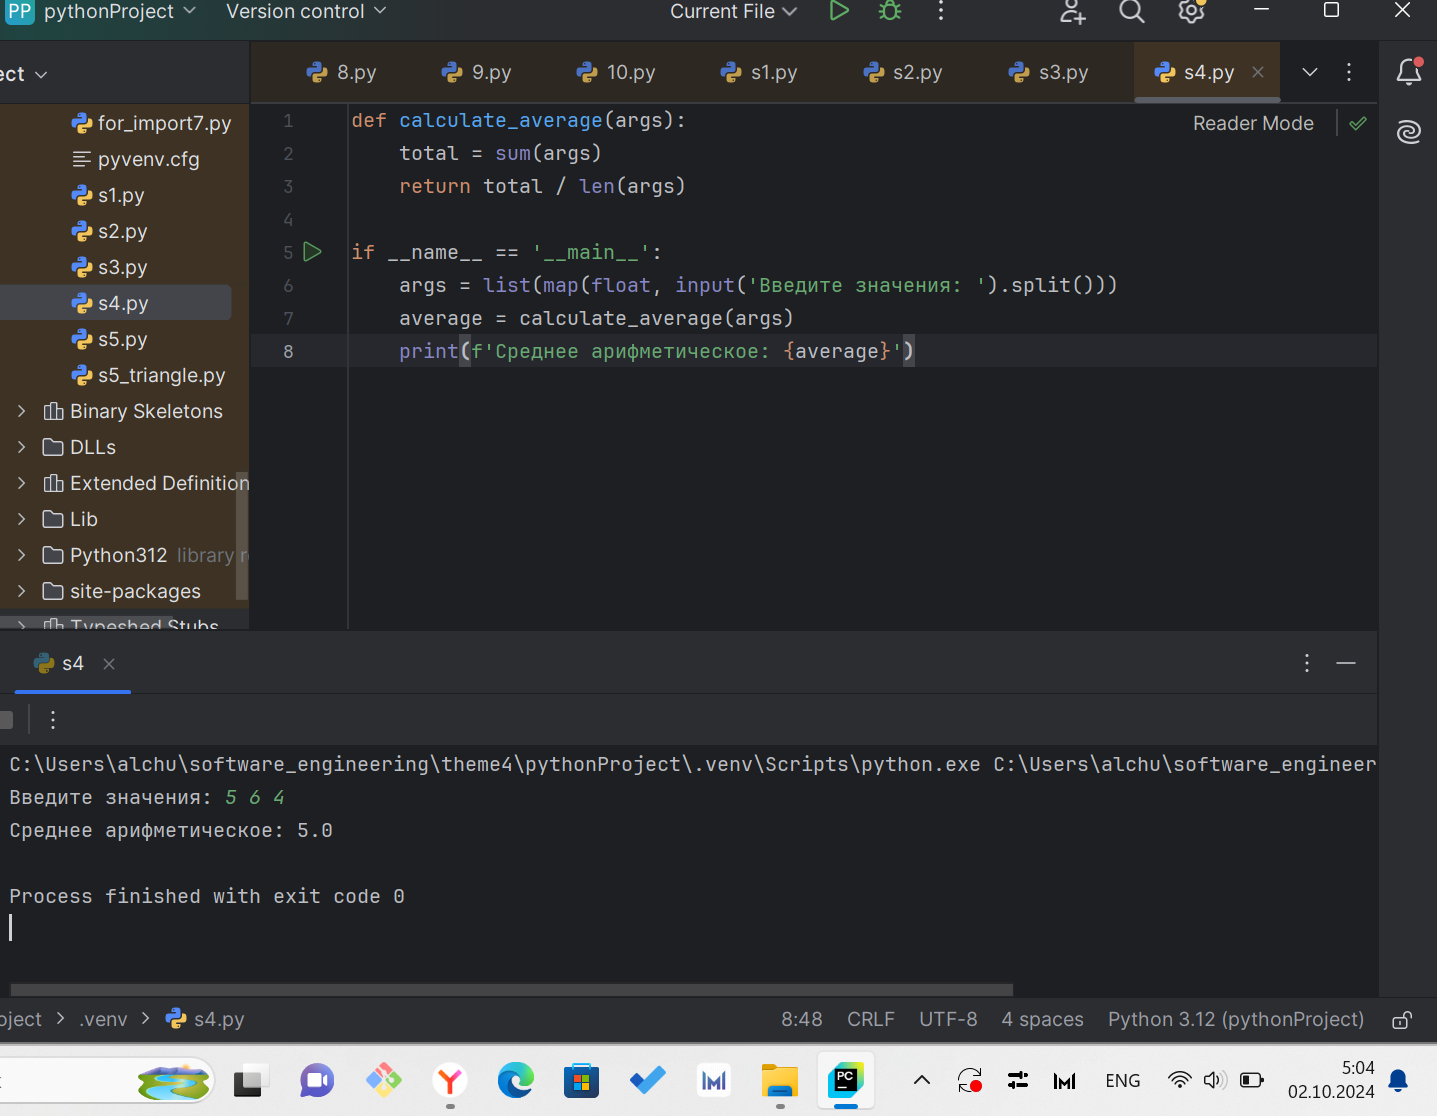 PP pythonProject Version control Current File
ect
8.py 9.py 10.py s1.py s2.py s3.py s4.py
for_import7.py
pyvenv.cfg
s1.py
s2.py
s3.py
s4.py
s5.py
s5_triangle.py
Binary Skeletons
DLLs
Extended Definition
Lib
Python312 library r
site-packages
Typeshed Stubs
Reader Mode
1 def calculate_average(args):
2 total = sum(args)
3 return total / len(args)
4
5 if __name__ == '__main__':
6 args = list(map(float, input('Введите значения: ').split()))
7 average = calculate_average(args)
8 print(f'Среднее арифметическое: {average}')
s4
C:\Users\alchu\software_engineering\theme4\pythonProject\.venv\Scripts\python.exe C:\Users\alchu\software_engineer
Введите значения: 5 6 4
Среднее арифметическое: 5.0
Process finished with exit code 0
oject > .venv > s4.py 8:48 CRLF UTF-8 4 spaces Python 3.12 (pythonProject)
PC
ENG
5:04
02.10.2024